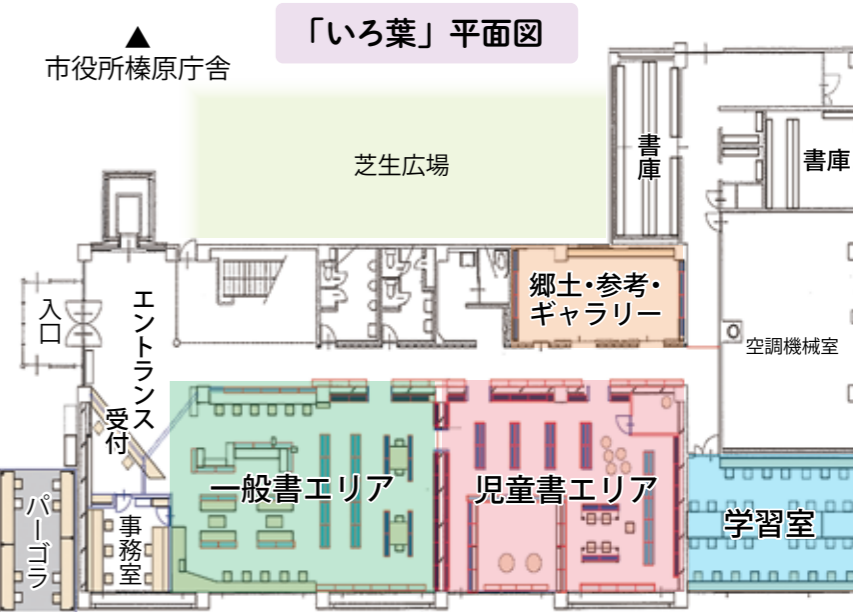 「いろ葉」平面図
▲
市役所榛原庁舎
芝生広場
書庫
書庫
郷土・参考・
ギャラリー
入口
エントランス
受付
空調機械室
一般書エリア
児童書エリア
学習室
パーゴラ
事務室